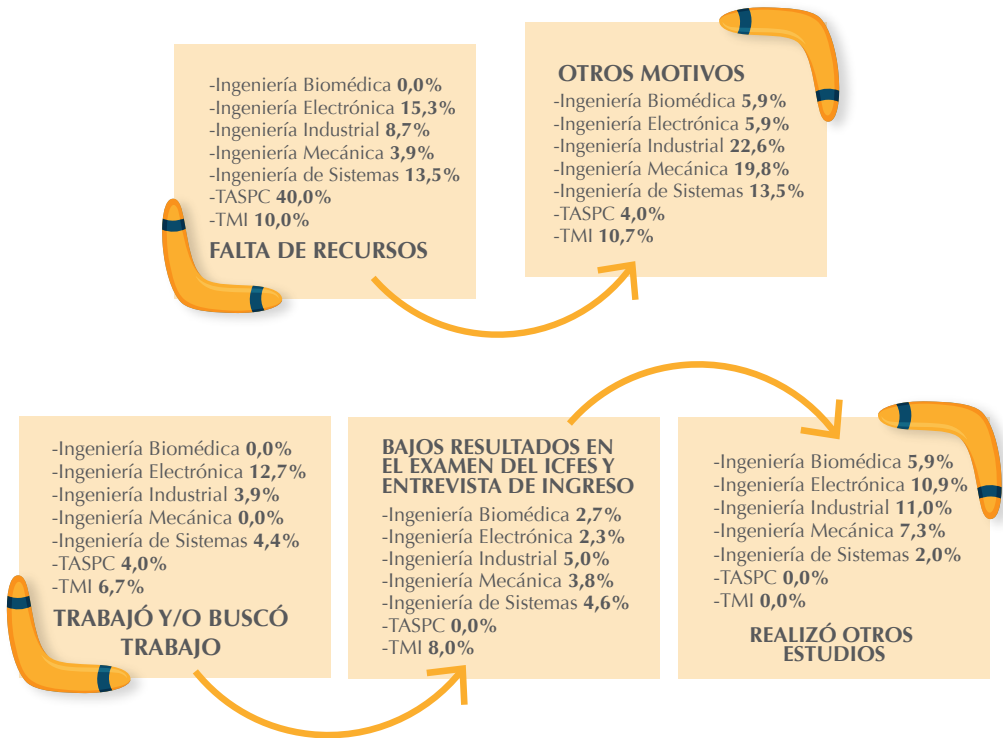 -Ingeniería Biomédica 0,0%
-Ingeniería Electrónica 15,3%
-Ingeniería Industrial 8,7%
-Ingeniería Mecánica 3,9%
-Ingeniería de Sistemas 13,5%
-TASPC 40,0%
-TMI 10,0%
FALTA DE RECURSOS
OTROS MOTIVOS
-Ingeniería Biomédica 5,9%
-Ingeniería Electrónica 5,9%
-Ingeniería Industrial 22,6%
-Ingeniería Mecánica 19,8%
-Ingeniería de Sistemas 13,5%
-TASPC 4,0%
-TMI 10,7%
-Ingeniería Biomédica 0,0%
-Ingeniería Electrónica 12,7%
-Ingeniería Industrial 3,9%
-Ingeniería Mecánica 0,0%
-Ingeniería de Sistemas 4,4%
-TASPC 4,0%
-TMI 6,7%
TRABAJÓ Y/O BUSCÓ
TRABAJO
BAJOS RESULTADOS EN
EL EXAMEN DEL ICFES Y
ENTREVISTA DE INGRESO
-Ingeniería Biomédica 2,7%
-Ingeniería Electrónica 2,3%
-Ingeniería Industrial 5,0%
-Ingeniería Mecánica 3,8%
-Ingeniería de Sistemas 4,6%
-TASPC 0,0%
-TMI 8,0%
-Ingeniería Biomédica 5,9%
-Ingeniería Electrónica 10,9%
-Ingeniería Industrial 11,0%
-Ingeniería Mecánica 7,3%
-Ingeniería de Sistemas 2,0%
-TASPC 0,0%
-TMI 0,0%
REALIZÓ OTROS
ESTUDIOS